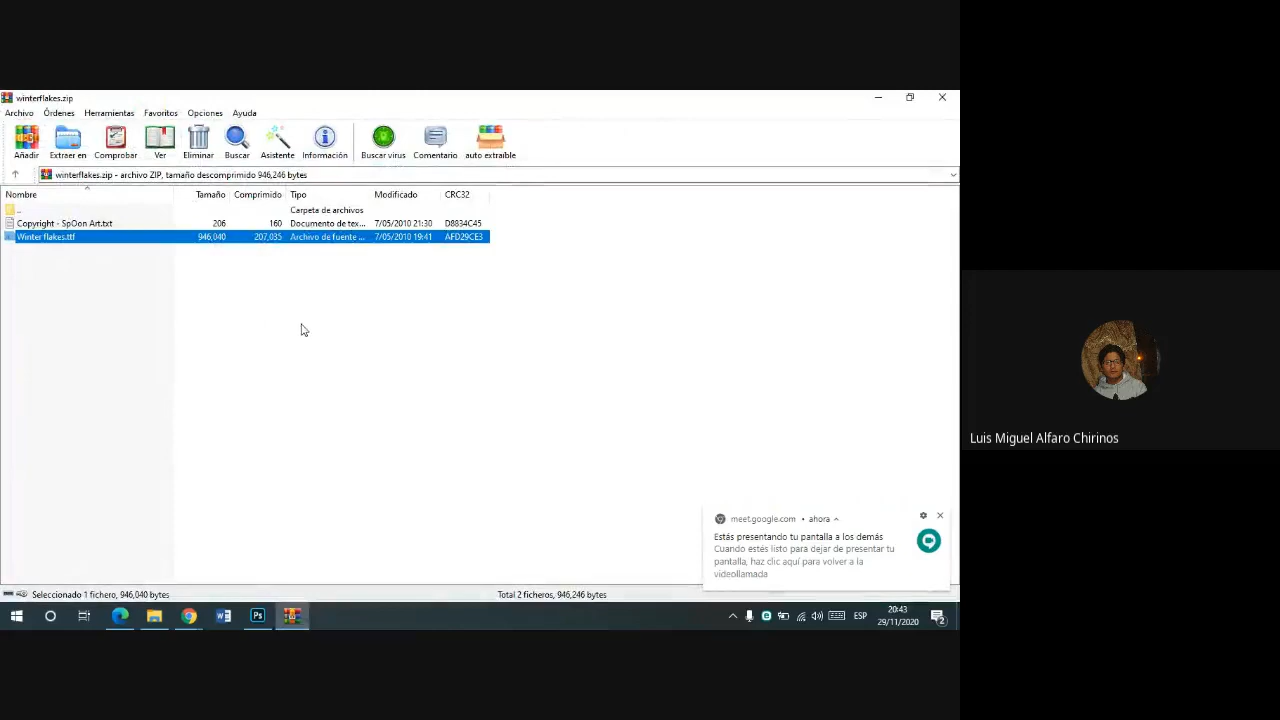 winterflakes.zip
Archivo Órdenes Herramientas Favoritos Opciones Ayuda
Añadir Extraer en Comprobar Ver Eliminar Buscar Asistente Información Buscar virus Comentario auto extraíble
winterflakes.zip - archivo ZIP, tamaño descomprimido 946,246 bytes
Nombre Tamaño Comprimido Tipo Modificado CRC32
.. Carpeta de archivos
Copyright - SpOon Art.txt 206 160 Documento de tex... 7/05/2010 21:30 D8834C45
Winter flakes.ttf 946,040 207,035 Archivo de fuente ... 7/05/2010 19:41 AFD29CE3
Luis Miguel Alfaro Chirinos
meet.google.com • ahora
Estás presentando tu pantalla a los demás
Cuando estés listo para dejar de presentar tu
pantalla, haz clic aquí para volver a la
videollamada
Seleccionado 1 fichero, 946,040 bytes
Total 2 ficheros, 946,246 bytes
ESP
20:43
29/11/2020
2